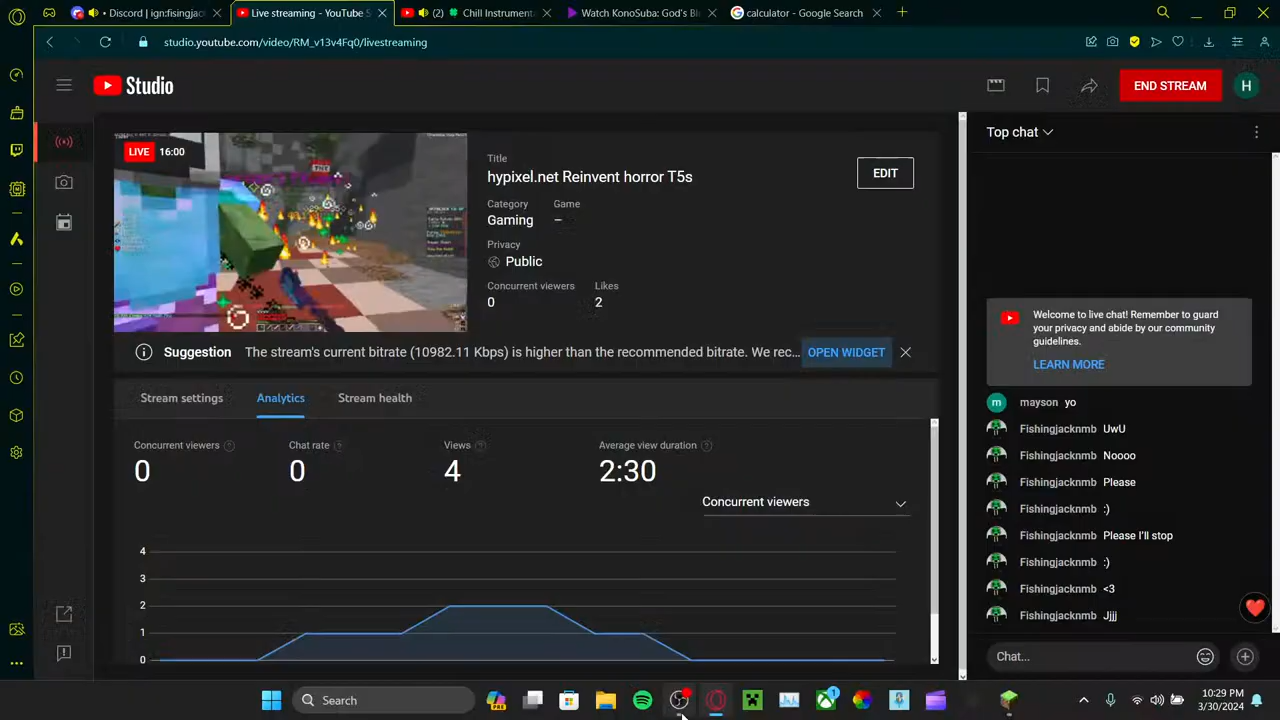 Discord | ign:fishingjac
Live streaming - YouTube S
(2) 🍀 Chill Instrument
Watch KonoSuba: God's Bl
calculator - Google Search
studio.youtube.com/video/RM_v13v4Fq0/livestreaming
Studio
END STREAM
H
LIVE 16:00
Title
hypixel.net Reinvent horror T5s
EDIT
Category
Game
Gaming
–
Privacy
Public
Concurrent viewers
Likes
0
2
Suggestion The stream's current bitrate (10982.11 Kbps) is higher than the recommended bitrate. We rec...
OPEN WIDGET
Stream settings
Analytics
Stream health
Concurrent viewers
Chat rate
Views
Average view duration
0
0
4
2:30
Concurrent viewers
4
3
2
1
0
Top chat
Welcome to live chat! Remember to guard
your privacy and abide by our community
guidelines.
LEARN MORE
m mayson yo
Fishingjacknmb UwU
Fishingjacknmb Noooo
Fishingjacknmb Please
Fishingjacknmb :)
Fishingjacknmb Please I'll stop
Fishingjacknmb :)
Fishingjacknmb <3
Fishingjacknmb Jjjj
Chat...
Search
1
10:29 PM
3/30/2024